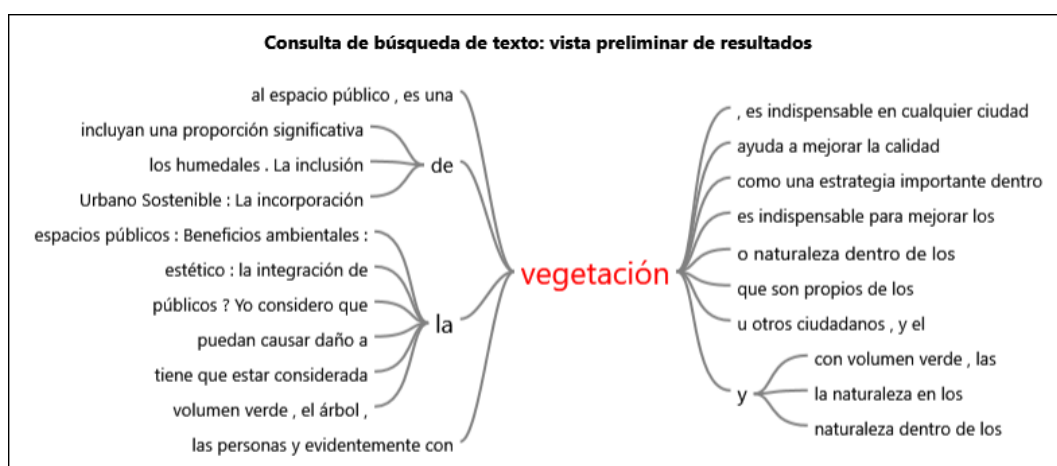 Consulta de búsqueda de texto: vista preliminar de resultados
al espacio público , es una
incluyan una proporción significativa
los humedales . La inclusión
Urbano Sostenible : La incorporación
de
espacios públicos : Beneficios ambientales :
estético : la integración de
públicos ? Yo considero que
puedan causar daño a
tiene que estar considerada
volumen verde , el árbol ,
la
las personas y evidentemente con
vegetación
, es indispensable en cualquier ciudad
ayuda a mejorar la calidad
como una estrategia importante dentro
es indispensable para mejorar los
o naturaleza dentro de los
que son propios de los
u otros ciudadanos , y el
y
con volumen verde , las
la naturaleza en los
naturaleza dentro de los